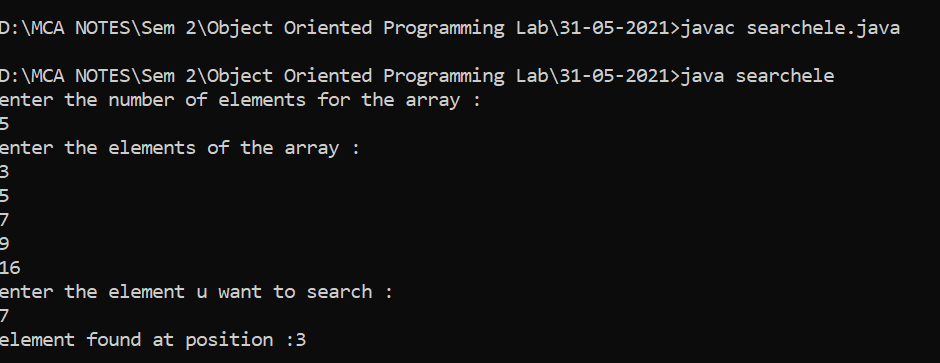 D:\MCA NOTES\Sem 2\Object Oriented Programming Lab\31-05-2021>javac searchele.java
D:\MCA NOTES\Sem 2\Object Oriented Programming Lab\31-05-2021>java searchele
enter the number of elements for the array :
5
enter the elements of the array :
3
5
7
9
16
enter the element u want to search :
7
element found at position :3